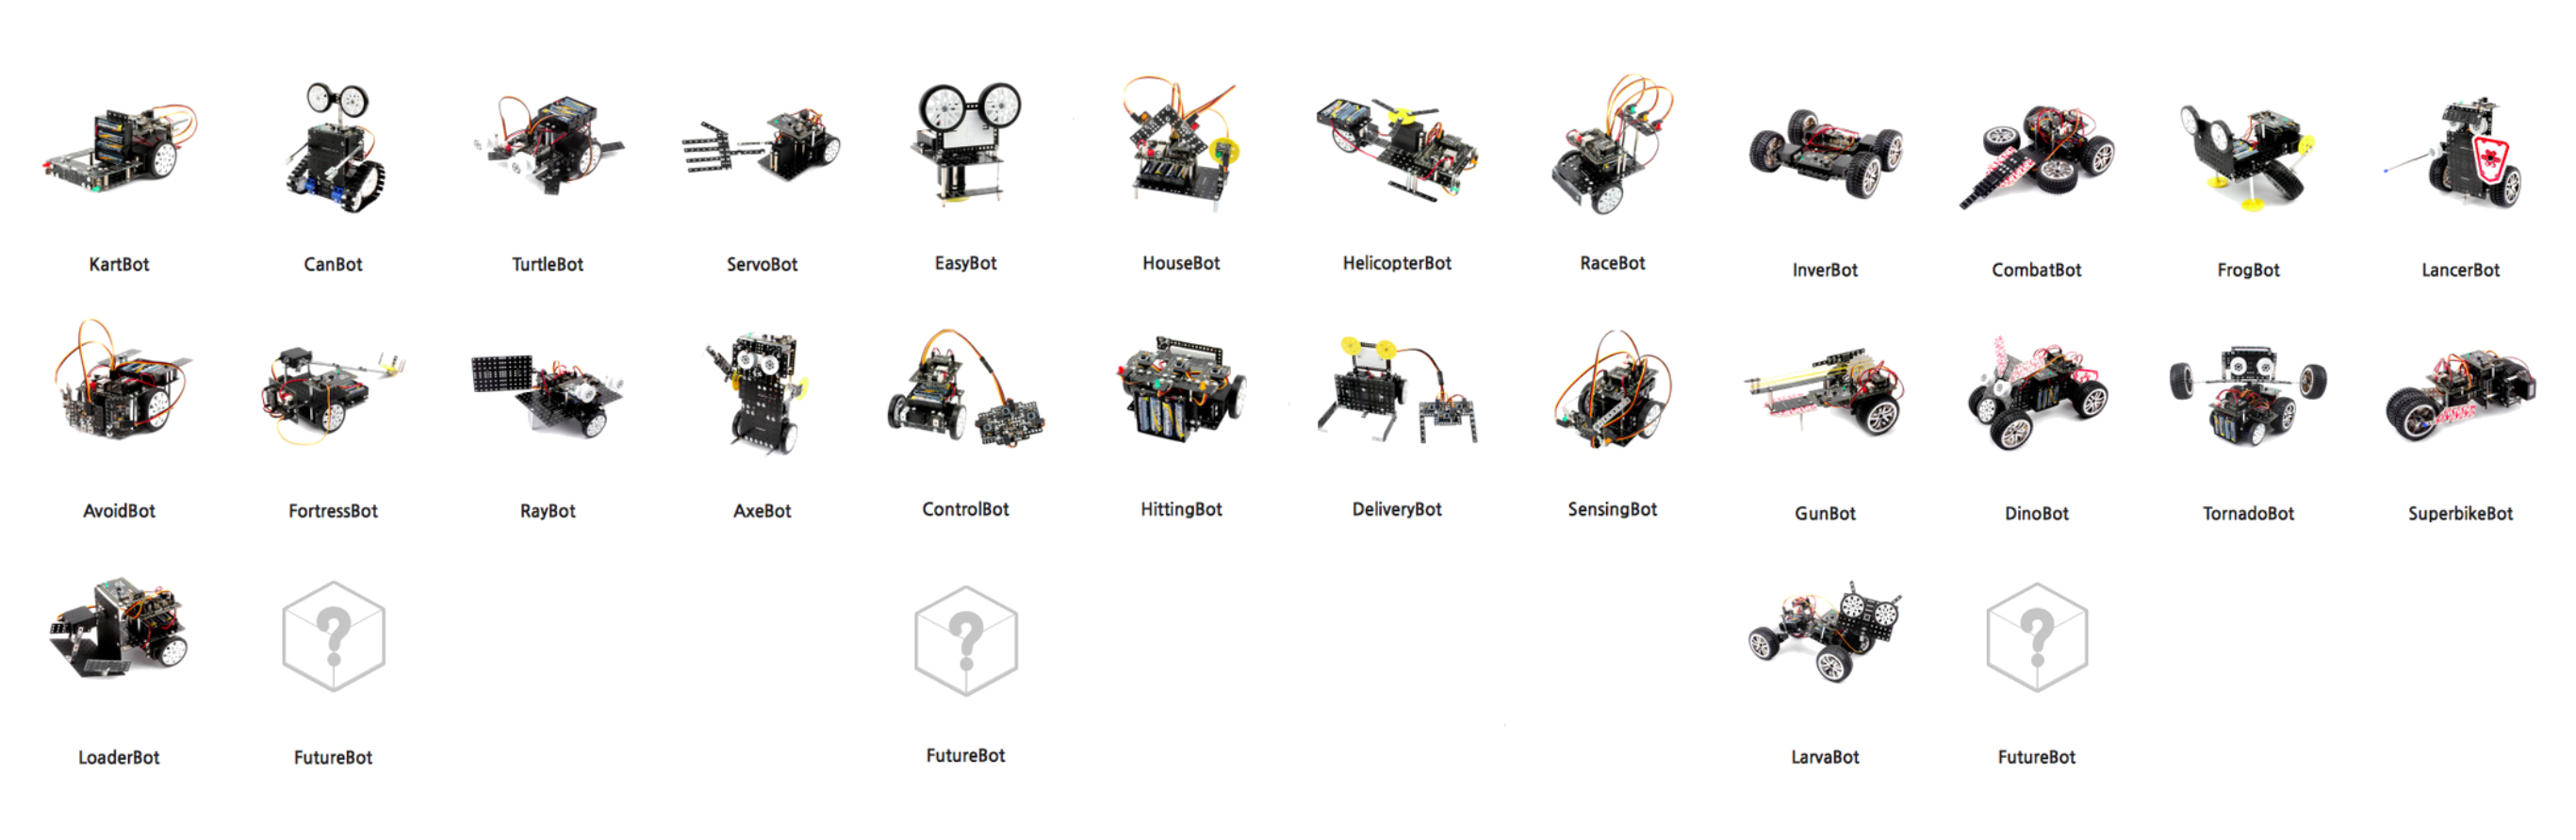 KartBot
CanBot
TurtleBot
ServoBot
EasyBot
HouseBot
HelicopterBot
RaceBot
InverBot
CombatBot
FrogBot
LancerBot
AvoidBot
FortressBot
RayBot
AxeBot
ControlBot
HittingBot
DeliveryBot
SensingBot
GunBot
DinoBot
TornadoBot
SuperbikeBot
?
?
?
LoaderBot
FutureBot
FutureBot
LarvaBot
FutureBot